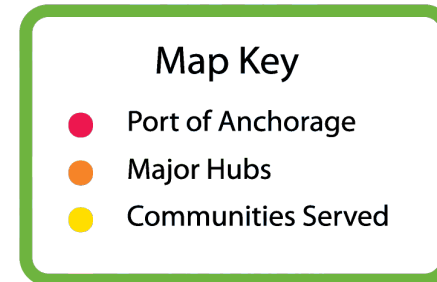 Map Key
Port of Anchorage
Major Hubs
Communities Served